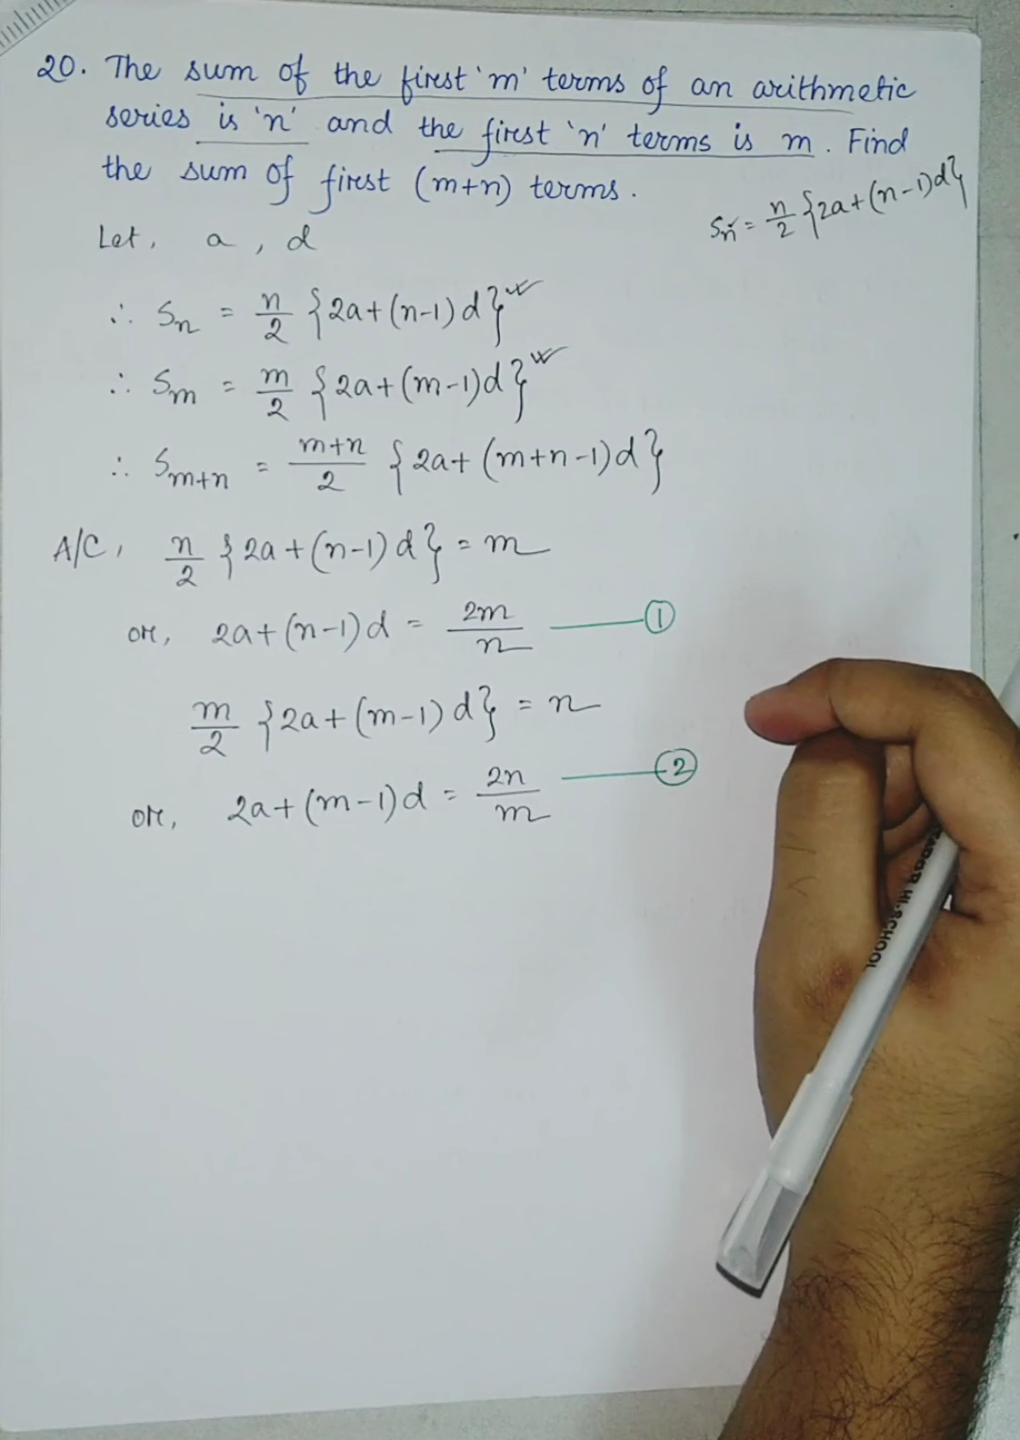 20. The sum of the first 'm' terms of an arithmetic
series is 'n' and the first 'n' terms is m. Find
the sum of first (m+n) terms.
Sn = n/2 {2a+(n-1)d}
Let, a, d
∴ Sn = n/2 {2a+(n-1)d}
∴ Sm = m/2 {2a+(m-1)d}
∴ Sm+n = m+n/2 {2a+(m+n-1)d}
A/C, n/2 {2a+(n-1)d} = m
or, 2a+(n-1)d = 2m/n ——— ①
m/2 {2a+(m-1)d} = n
or, 2a+(m-1)d = 2n/m ——— ②
HI-SCHOOL